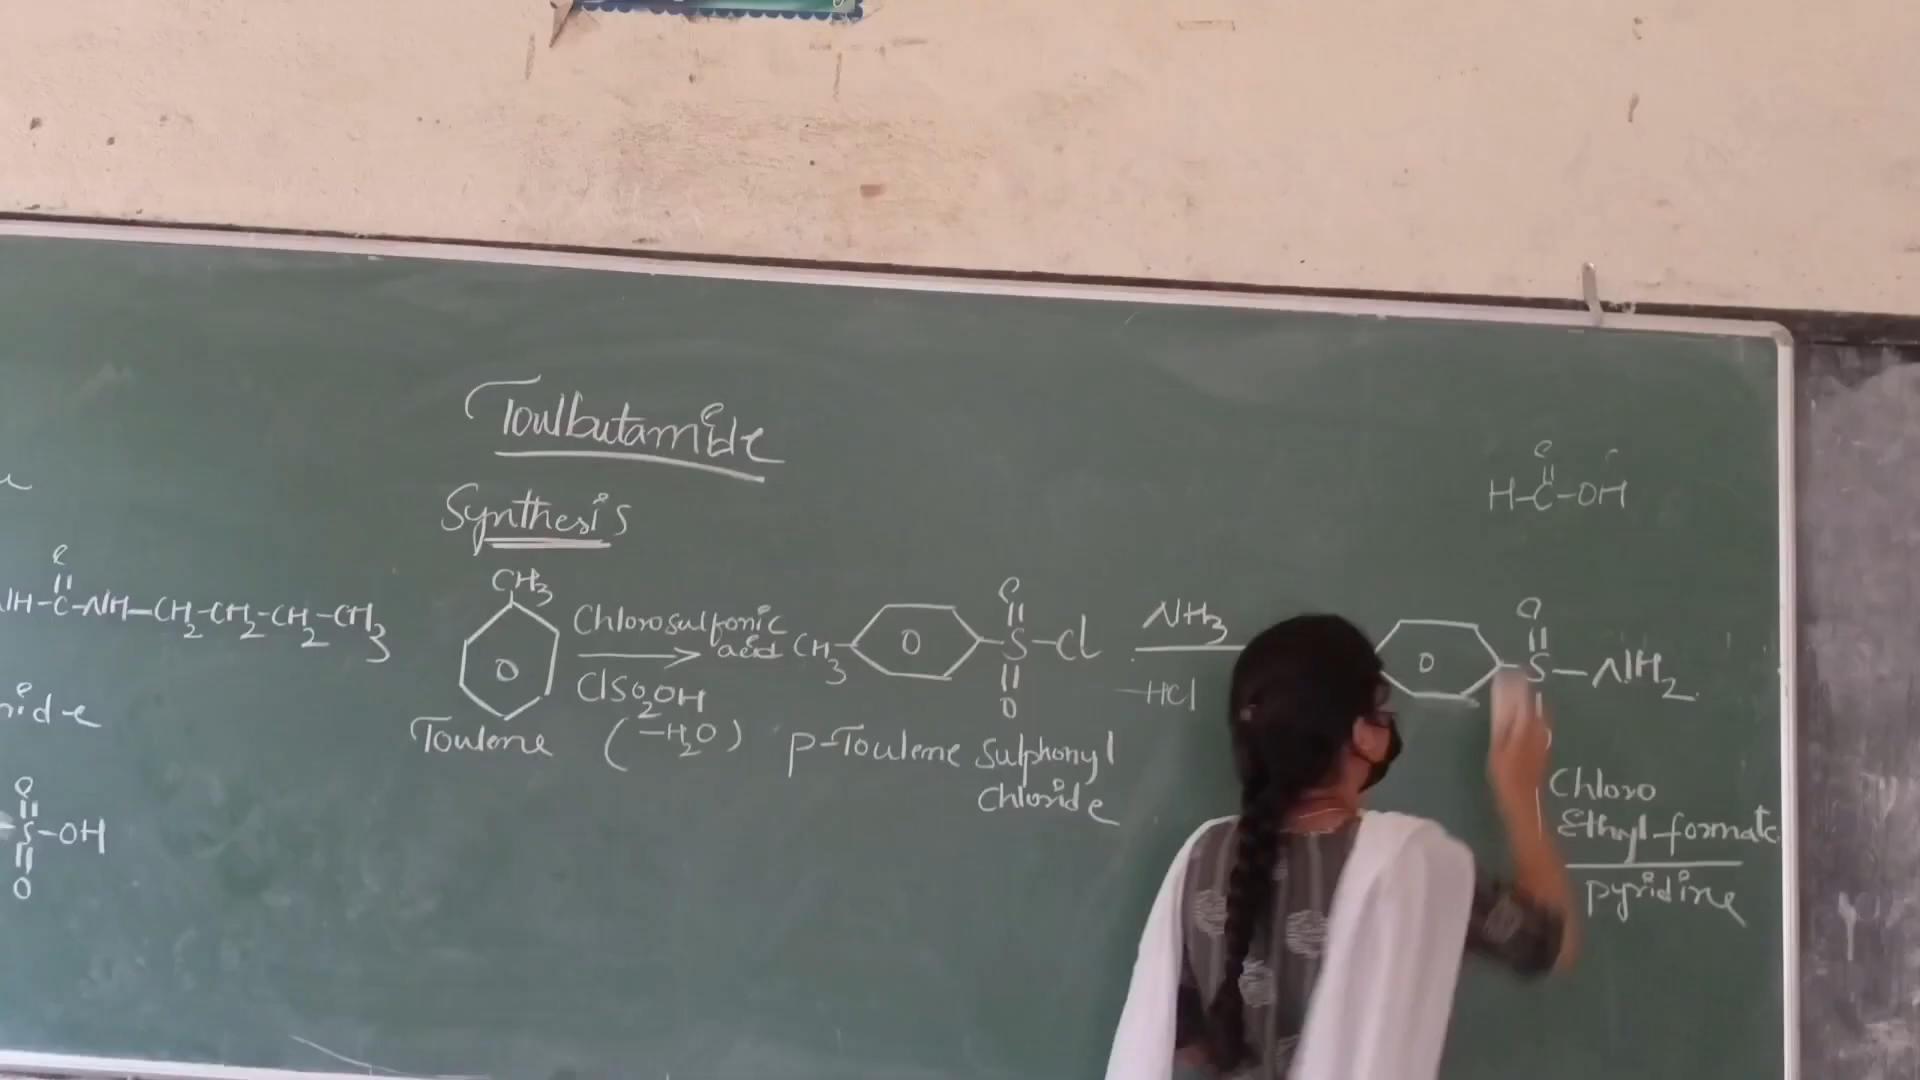 Toulbutamide
Synthesis
H-C-OH
O
NH-C-NH-CH2-CH2-CH2-CH3
CH3
Chlorosulfonic
acid
ClSO2OH
(-H2O)
Toulene
CH3
O
S-Cl
O
p-Toulene Sulphonyl
Chloride
NH3
-HCl
O
S-NH2
Chloro
Ethyl formate
pyridine
O
S-OH
O